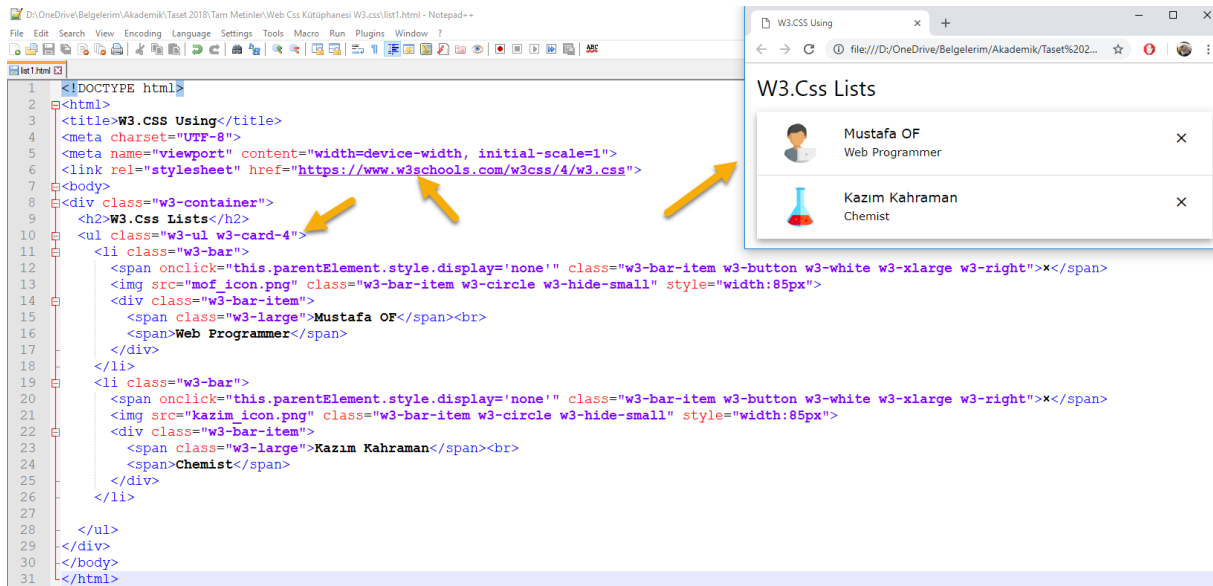 D:\OneDrive\Belgelerim\Akademik\Taset 2018\Tam Metinler\Web Css Kütüphanesi W3.css\list1.html - Notepad++
File Edit Search View Encoding Language Settings Tools Macro Run Plugins Window ?
ABC
list1.html
1 <!DOCTYPE html>
2 <html>
3 <title>W3.CSS Using</title>
4 <meta charset="UTF-8">
5 <meta name="viewport" content="width=device-width, initial-scale=1">
6 <link rel="stylesheet" href="https://www.w3schools.com/w3css/4/w3.css">
7 <body>
8 <div class="w3-container">
9 <h2>W3.Css Lists</h2>
10 <ul class="w3-ul w3-card-4">
11 <li class="w3-bar">
12 <span onclick="this.parentElement.style.display='none'" class="w3-bar-item w3-button w3-white w3-xlarge w3-right">×</span>
13 <img src="mof_icon.png" class="w3-bar-item w3-circle w3-hide-small" style="width:85px">
14 <div class="w3-bar-item">
15 <span class="w3-large">Mustafa OF</span><br>
16 <span>Web Programmer</span>
17 </div>
18 </li>
19 <li class="w3-bar">
20 <span onclick="this.parentElement.style.display='none'" class="w3-bar-item w3-button w3-white w3-xlarge w3-right">×</span>
21 <img src="kazim_icon.png" class="w3-bar-item w3-circle w3-hide-small" style="width:85px">
22 <div class="w3-bar-item">
23 <span class="w3-large">Kazım Kahraman</span><br>
24 <span>Chemist</span>
25 </div>
26 </li>
27
28 </ul>
29 </div>
30 </body>
31 </html>
W3.CSS Using
file:///D:/OneDrive/Belgelerim/Akademik/Taset%202...
W3.Css Lists
Mustafa OF ×
Web Programmer
Kazım Kahraman ×
Chemist